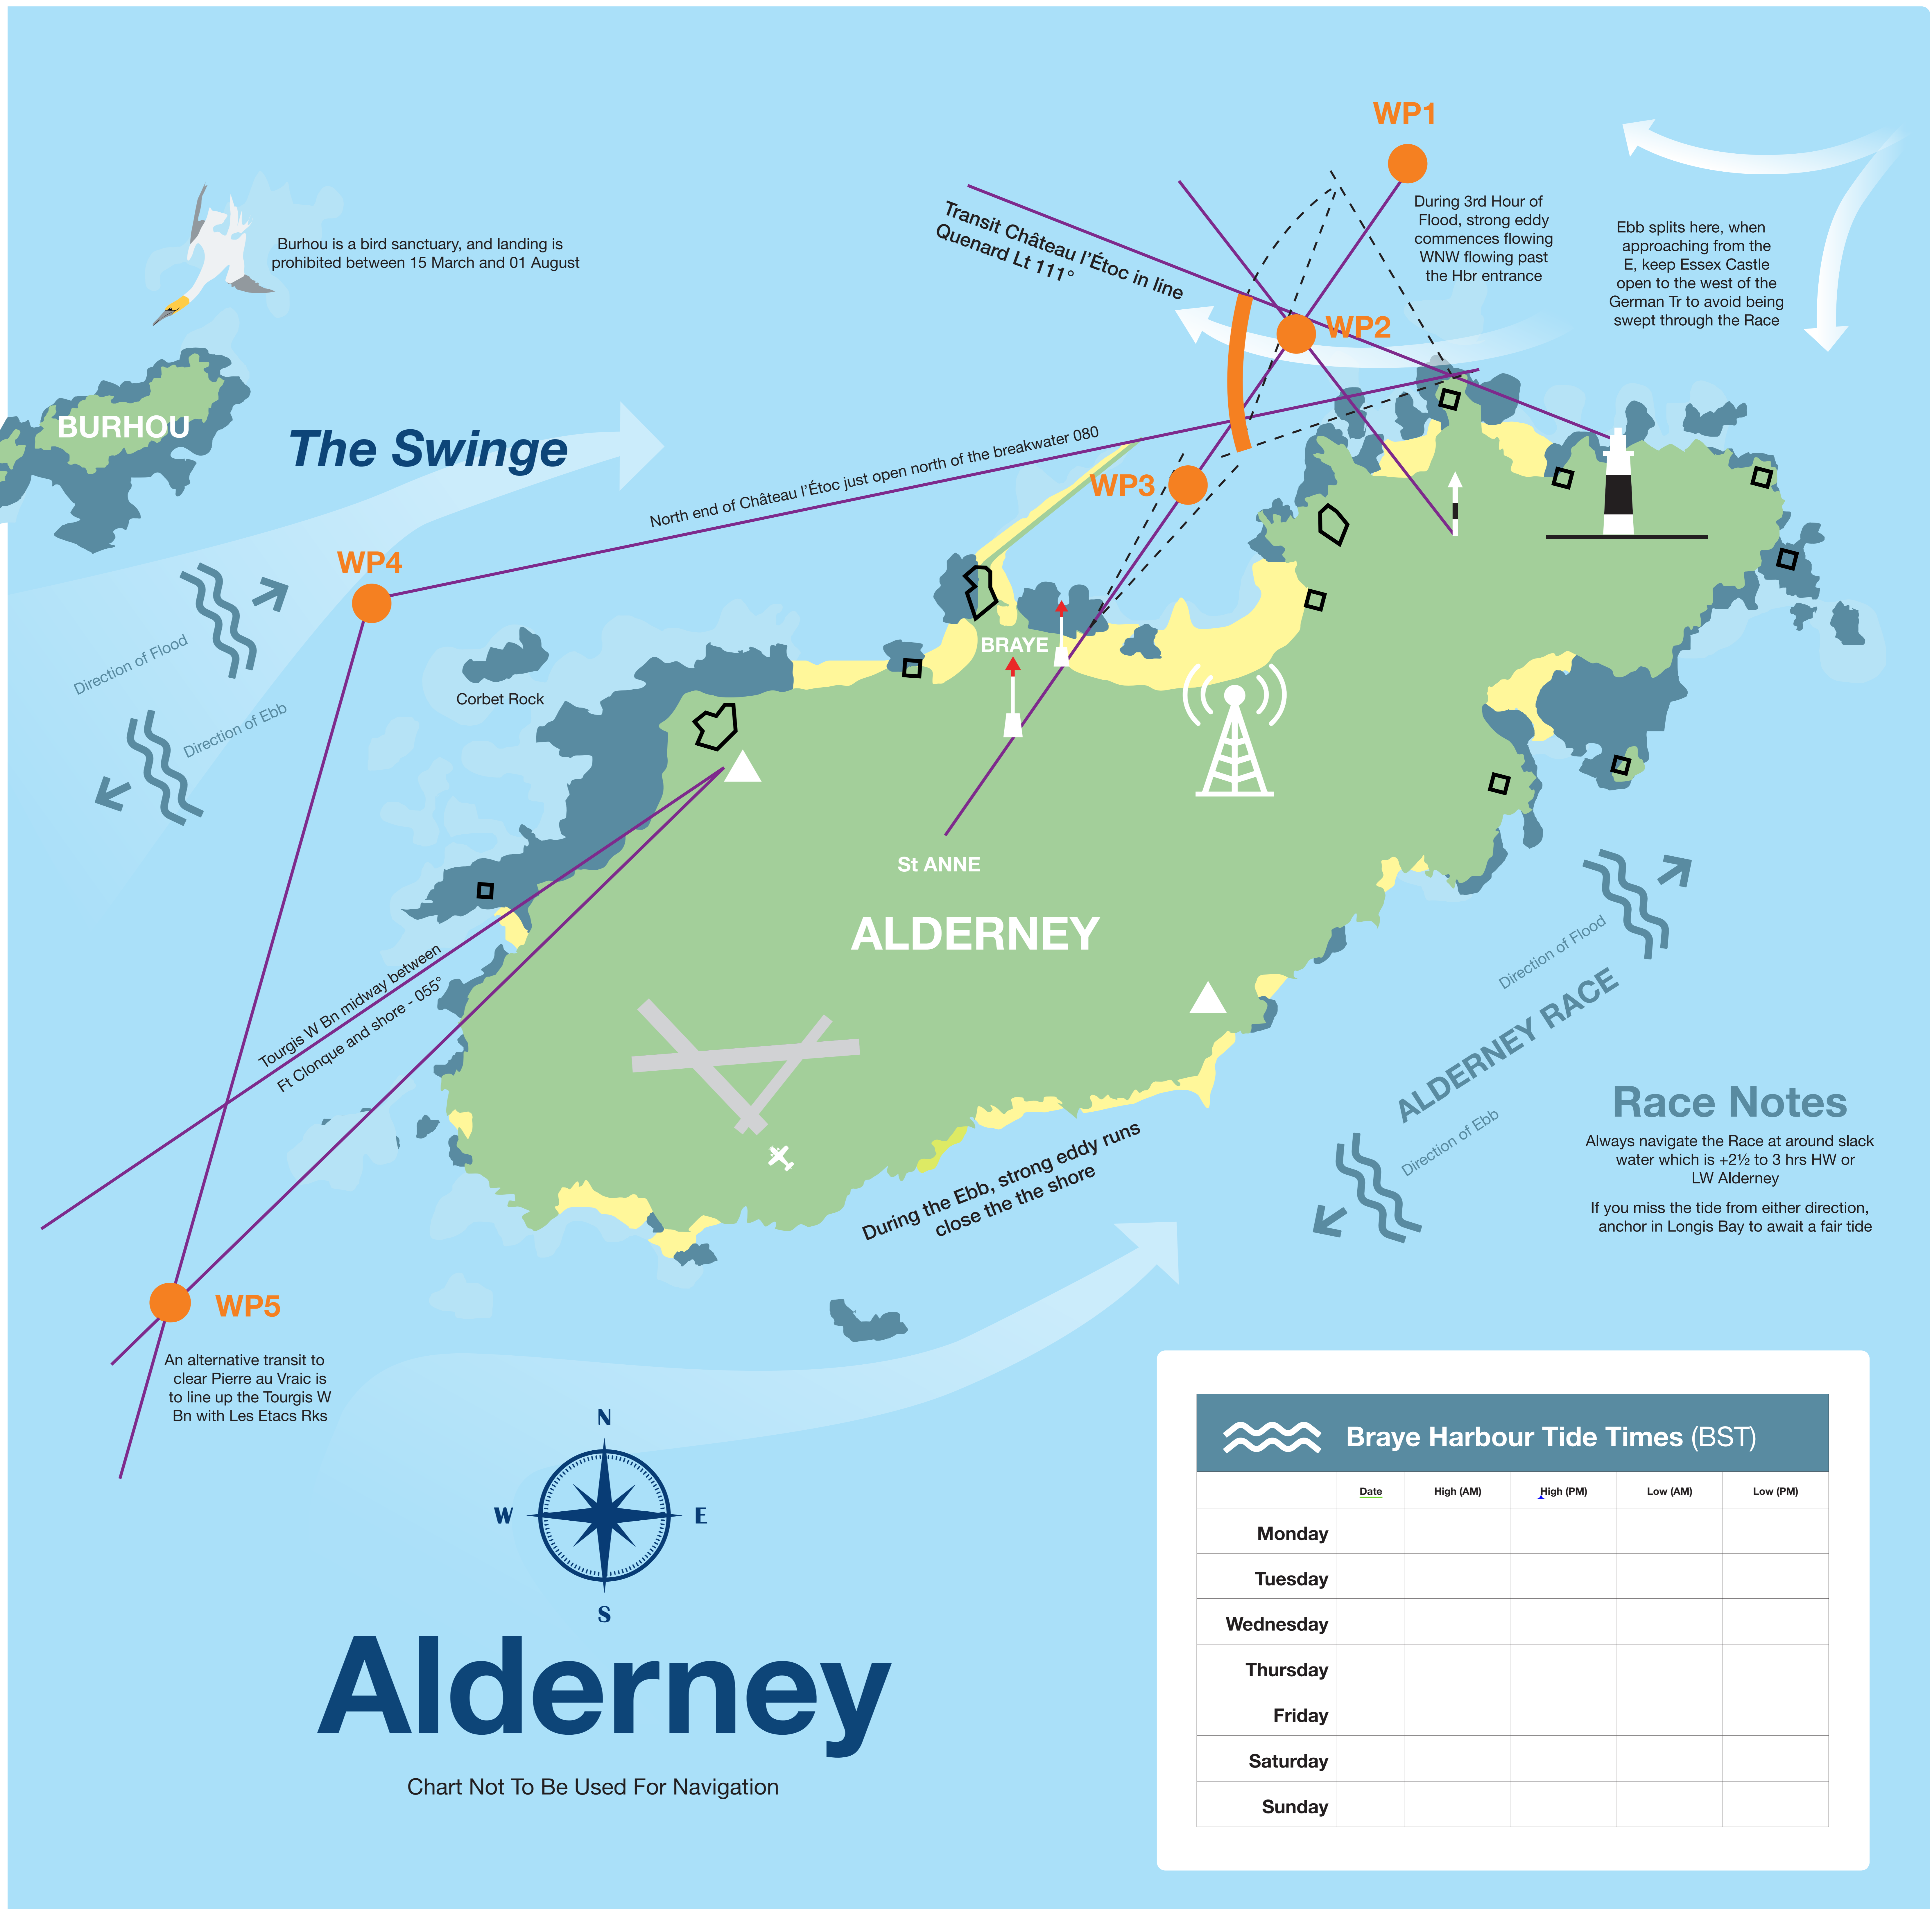 WP1
During 3rd Hour of
Flood, strong eddy
commences flowing
WNW flowing past
the Hbr entrance
Ebb splits here, when
approaching from the
E, keep Essex Castle
open to the west of the
German Tr to avoid being
swept through the Race
Transit Château l'Étoc in line
Quenard Lt 111°
Burhou is a bird sanctuary, and landing is
prohibited between 15 March and 01 August
WP2
BURHOU
The Swinge
North end of Château l'Étoc just open north of the breakwater 080
WP3
WP4
Direction of Flood
Direction of Ebb
Corbet Rock
BRAYE
St ANNE
ALDERNEY
Tourgis W Bn midway between
Ft Clonque and shore - 055°
Direction of Flood
ALDERNEY RACE
Direction of Ebb
Race Notes
Always navigate the Race at around slack
water which is +2½ to 3 hrs HW or
LW Alderney
If you miss the tide from either direction,
anchor in Longis Bay to await a fair tide
During the Ebb, strong eddy runs
close the the shore
WP5
An alternative transit to
clear Pierre au Vraic is
to line up the Tourgis W
Bn with Les Etacs Rks
N
W E
S
Alderney
Chart Not To Be Used For Navigation
Braye Harbour Tide Times (BST)
Date High (AM) High (PM) Low (AM) Low (PM)
Monday
Tuesday
Wednesday
Thursday
Friday
Saturday
Sunday